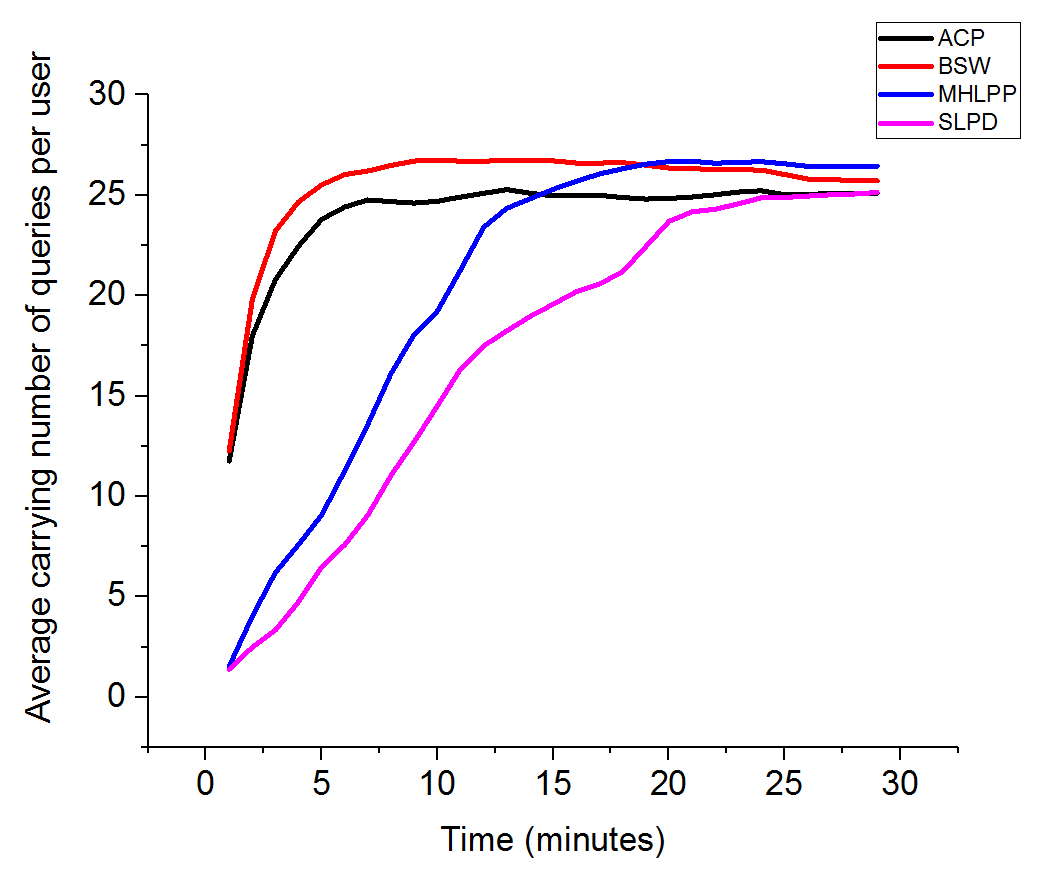 ACP
BSW
MHLPP
SLPD
Average carrying number of queries per user
30
25
20
15
10
5
0
0 5 10 15 20 25 30
Time (minutes)